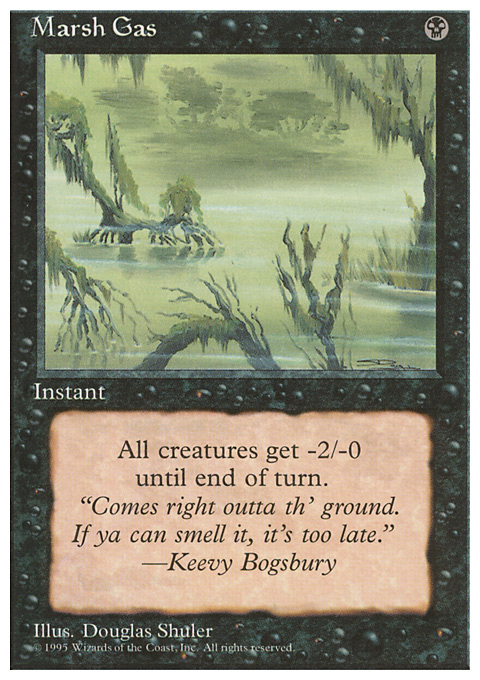 Marsh Gas
Instant
All creatures get -2/-0
until end of turn.
“Comes right outta th’ ground.
If ya can smell it, it’s too late.”
—Keevy Bogsbury
Illus. Douglas Shuler
© 1995 Wizards of the Coast, Inc. All rights reserved.